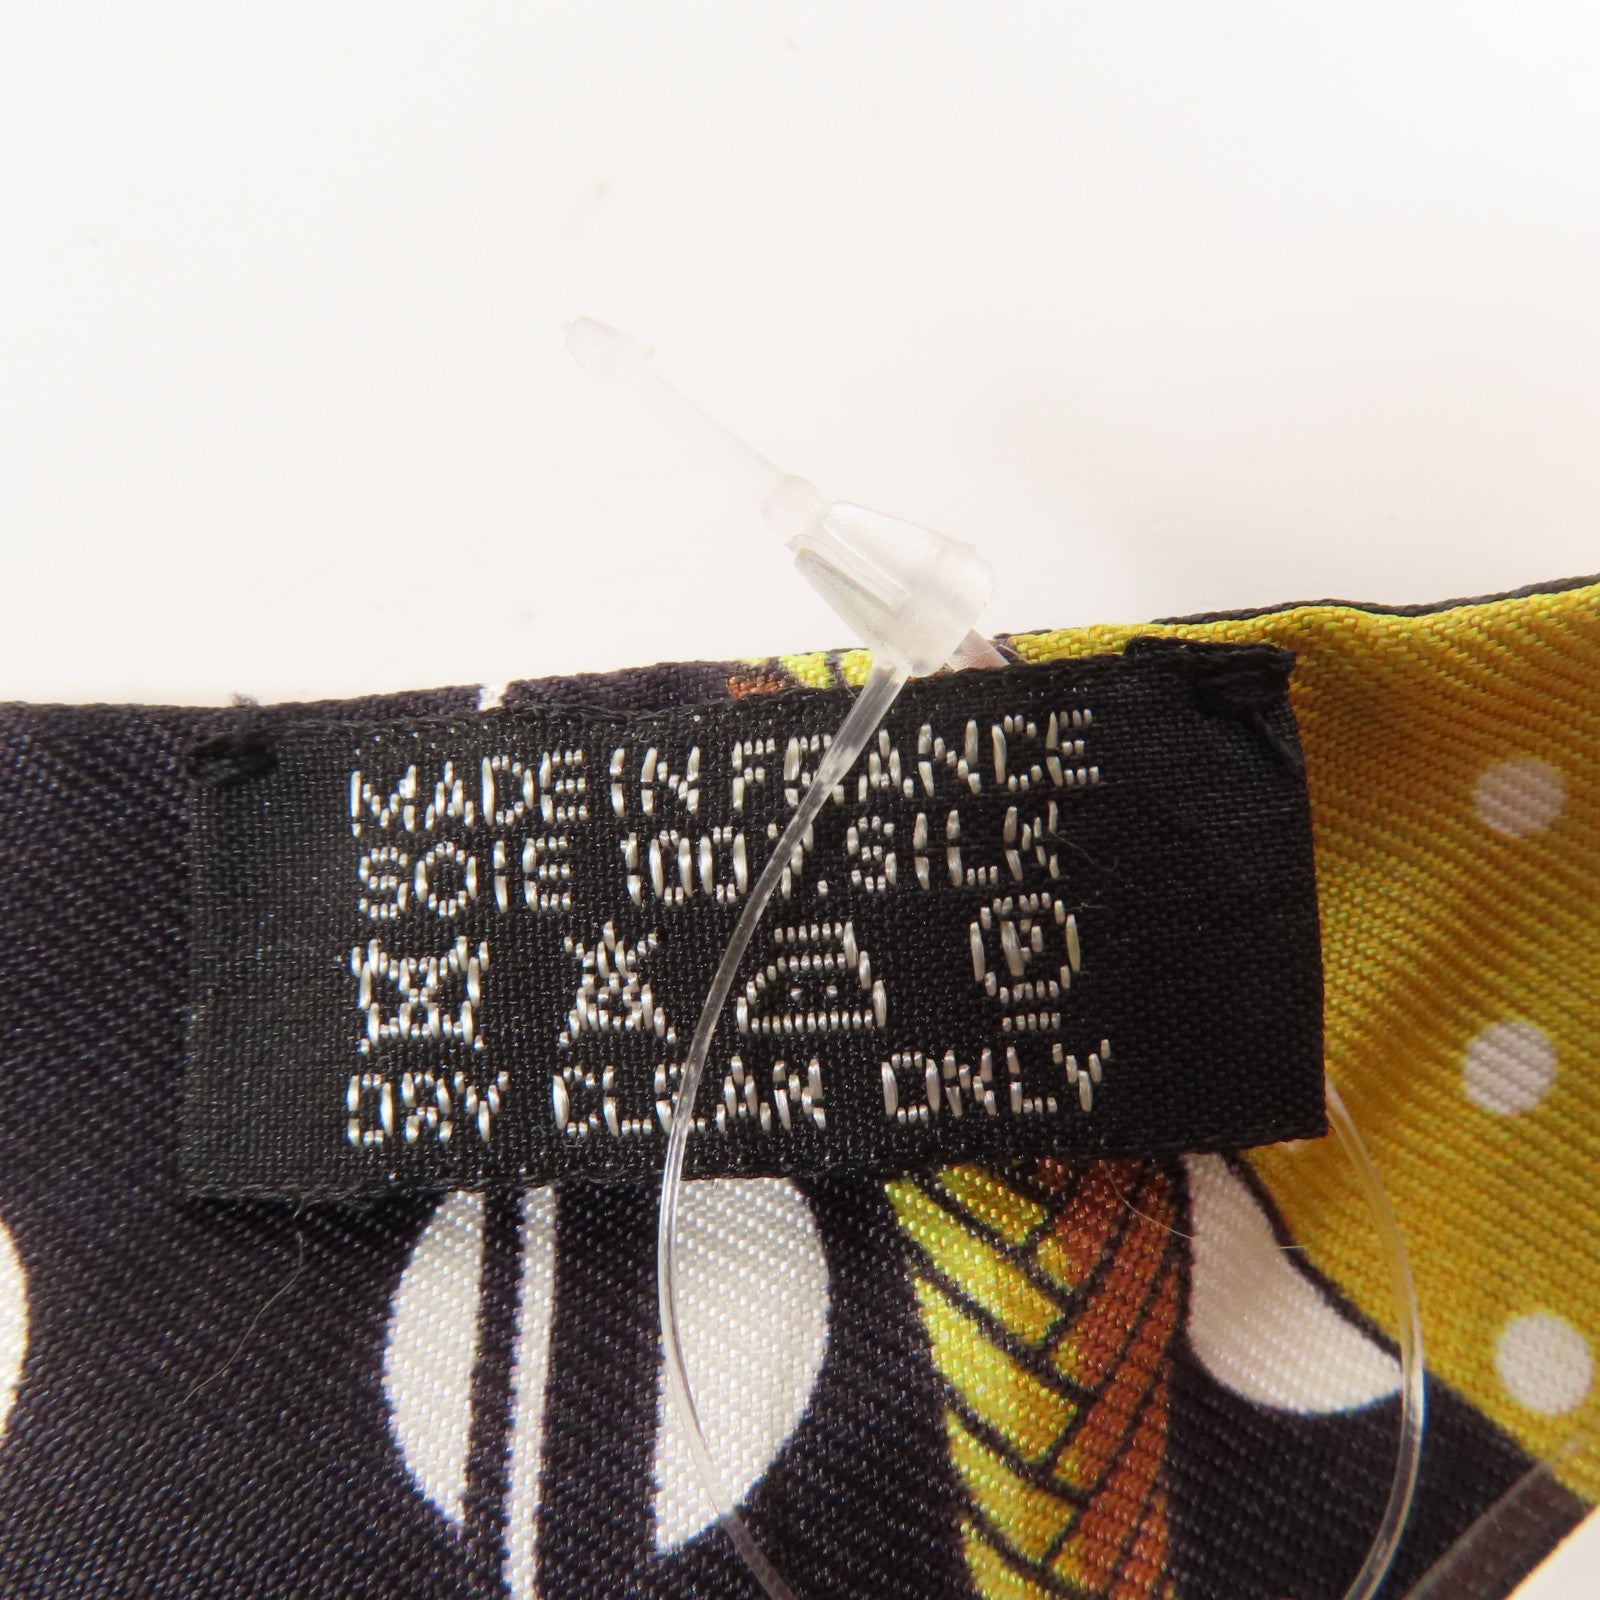 MADE IN FRANCE
SOIE 100%.SILK
P
DRY CLEAN ONLY